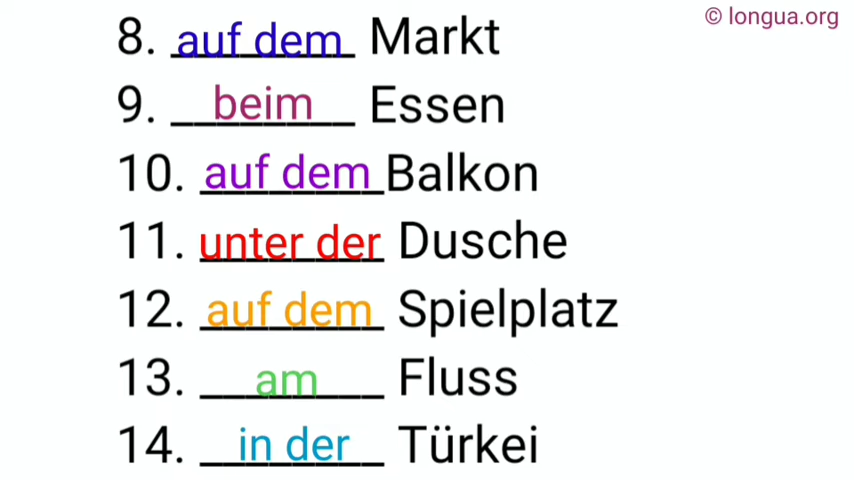 © longua.org
8. auf dem Markt
9. beim Essen
10. auf dem Balkon
11. unter der Dusche
12. auf dem Spielplatz
13. am Fluss
14. in der Türkei